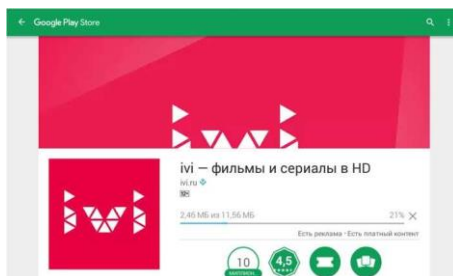 Google Play Store
ivi — фильмы и сериалы в HD
ivi.ru
2,46 МБ из 11,56 МБ 21%
Есть реклама · Есть платный контент
10
4,5